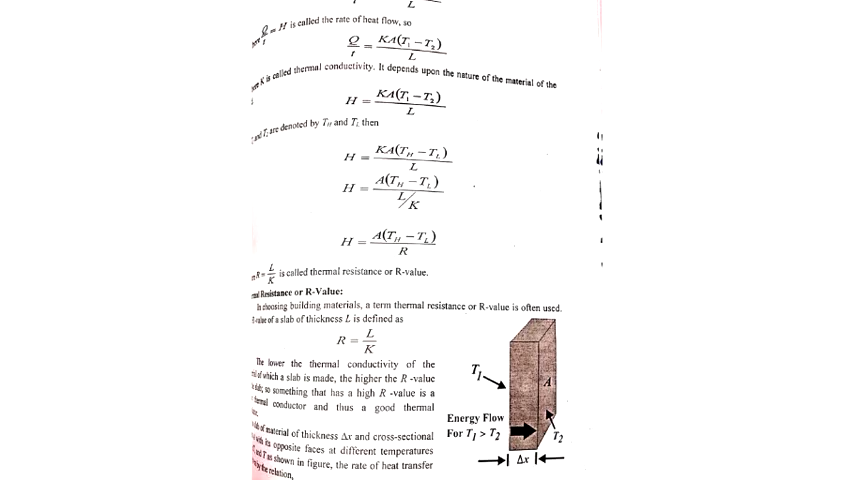 L
Q/t = H is called the rate of heat flow, so
Q/t = KA(T₁ − T₂)/L
K is called thermal conductivity. It depends upon the nature of the material of the
H = KA(T₁ − T₂)/L
are denoted by T_H and T_L then
H = KA(T_H − T_L)/L
H = A(T_H − T_L)/(L/K)
H = A(T_H − T_L)/R
R = L/K is called thermal resistance or R-value.
Resistance or R-Value:
In choosing building materials, a term thermal resistance or R-value is often used.
of a slab of thickness L is defined as
R = L/K
The lower the thermal conductivity of the
of which a slab is made, the higher the R -value
so something that has a high R -value is a
thermal conductor and thus a good thermal
of material of thickness Δx and cross-sectional
with its opposite faces at different temperatures
and T as shown in figure, the rate of heat transfer
by the relation,
T₁
A
Energy Flow
For T₁ > T₂
T₂
Δx